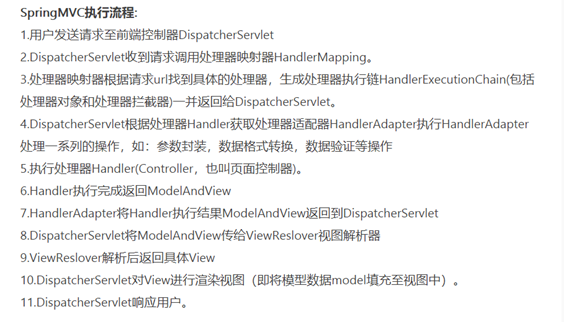 SpringMVC执行流程:
1.用户发送请求至前端控制器DispatcherServlet
2.DispatcherServlet收到请求调用处理器映射器HandlerMapping。
3.处理器映射器根据请求url找到具体的处理器，生成处理器执行链HandlerExecutionChain(包括
处理器对象和处理器拦截器)一并返回给DispatcherServlet。
4.DispatcherServlet根据处理器Handler获取处理器适配器HandlerAdapter执行HandlerAdapter
处理一系列的操作，如：参数封装，数据格式转换，数据验证等操作
5.执行处理器Handler(Controller，也叫页面控制器)。
6.Handler执行完成返回ModelAndView
7.HandlerAdapter将Handler执行结果ModelAndView返回到DispatcherServlet
8.DispatcherServlet将ModelAndView传给ViewReslover视图解析器
9.ViewReslover解析后返回具体View
10.DispatcherServlet对View进行渲染视图（即将模型数据model填充至视图中）。
11.DispatcherServlet响应用户。